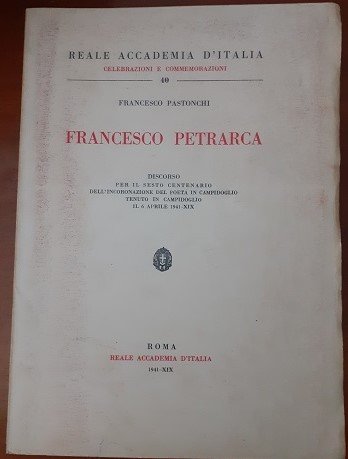 REALE ACCADEMIA D'ITALIA
CELEBRAZIONI E COMMEMORAZIONI
40
FRANCESCO PASTONCHI
FRANCESCO PETRARCA
DISCORSO
PER IL SESTO CENTENARIO
DELL'INCORONAZIONE DEL POETA IN CAMPIDOGLIO
TENUTO IN CAMPIDOGLIO
IL 6 APRILE 1941-XIX
ROMA
REALE ACCADEMIA D'ITALIA
1941-XIX